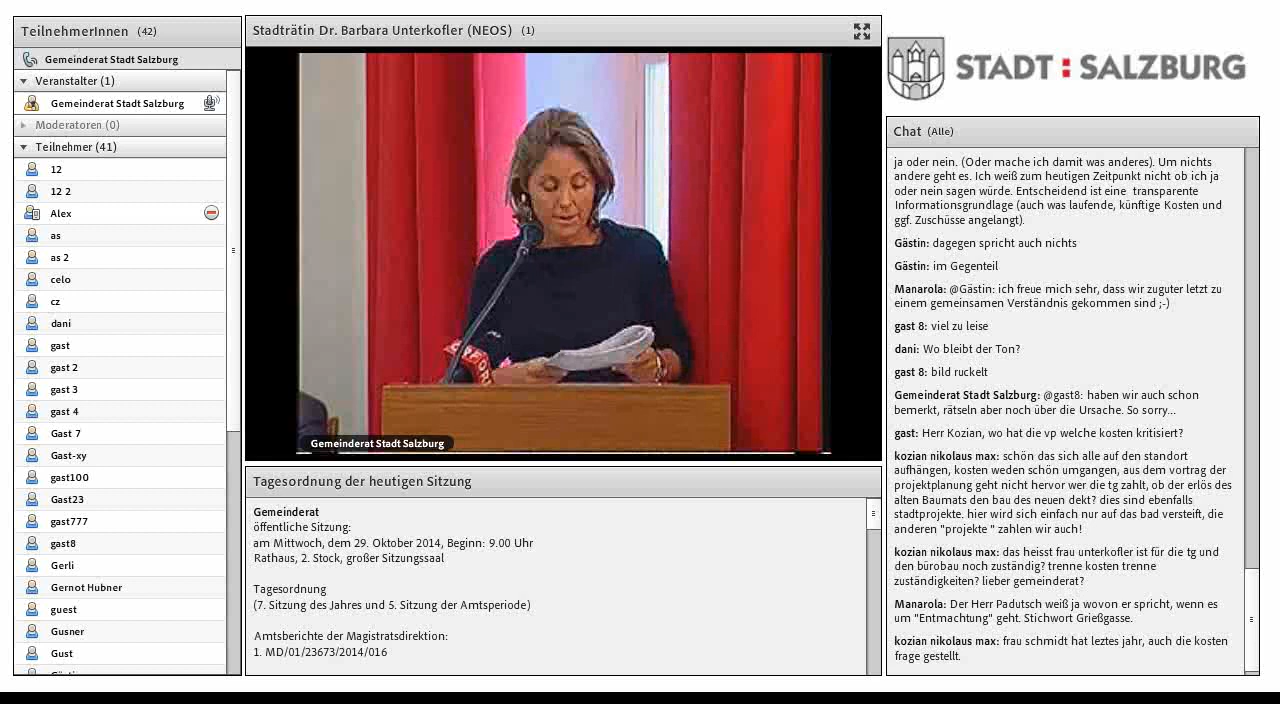 TeilnehmerInnen (42)
Gemeinderat Stadt Salzburg
Veranstalter (1)
Gemeinderat Stadt Salzburg
Moderatoren (0)
Teilnehmer (41)
12
12 2
Alex
as
as 2
celo
cz
dani
gast
gast 2
gast 3
gast 4
Gast 7
Gast-xy
gast100
Gast23
gast777
gast8
Gerli
Gernot Hubner
guest
Gusner
Gust
Stadträtin Dr. Barbara Unterkofler (NEOS) (1)
Gemeinderat Stadt Salzburg
Tagesordnung der heutigen Sitzung
Gemeinderat
öffentliche Sitzung:
am Mittwoch, dem 29. Oktober 2014, Beginn: 9.00 Uhr
Rathaus, 2. Stock, großer Sitzungssaal
Tagesordnung
(7. Sitzung des Jahres und 5. Sitzung der Amtsperiode)
Amtsberichte der Magistratsdirektion:
1. MD/01/23673/2014/016
STADT : SALZBURG
Chat (Alle)
ja oder nein. (Oder mache ich damit was anderes). Um nichts
andere geht es. Ich weiß zum heutigen Zeitpunkt nicht ob ich ja
oder nein sagen würde. Entscheidend ist eine transparente
Informationsgrundlage (auch was laufende, künftige Kosten und
ggf. Zuschüsse angelangt).
Gästin: dagegen spricht auch nichts
Gästin: im Gegenteil
Manarola: @Gästin: ich freue mich sehr, dass wir zuguter letzt zu
einem gemeinsamen Verständnis gekommen sind ;-)
gast 8: viel zu leise
dani: Wo bleibt der Ton?
gast 8: bild ruckelt
Gemeinderat Stadt Salzburg: @gast8: haben wir auch schon
bemerkt, rätseln aber noch über die Ursache. So sorry...
gast: Herr Kozian, wo hat die vp welche kosten kritisiert?
kozian nikolaus max: schön das sich alle auf den standort
aufhängen, kosten weden schön umgangen, aus dem vortrag der
projektplanung geht nicht hervor wer die tg zahlt, ob der erlös des
alten Baumats den bau des neuen dekt? dies sind ebenfalls
stadtprojekte. hier wird sich einfach nur auf das bad versteift, die
anderen "projekte " zahlen wir auch!
kozian nikolaus max: das heisst frau unterkofler ist für die tg und
den bürobau noch zuständig? trenne kosten trenne
zuständigkeiten? lieber gemeinderat?
Manarola: Der Herr Padutsch weiß ja wovon er spricht, wenn es
um "Entmachtung" geht. Stichwort Grießgasse.
kozian nikolaus max: frau schmidt hat leztes jahr, auch die kosten
frage gestellt.